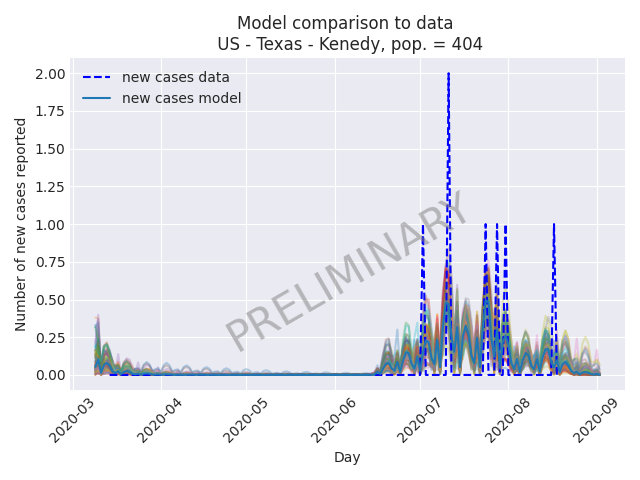 Model comparison to data
US - Texas - Kenedy, pop. = 404
new cases data
new cases model
PRELIMINARY
Number of new cases reported
2.00
1.75
1.50
1.25
1.00
0.75
0.50
0.25
0.00
2020-03
2020-04
2020-05
2020-06
2020-07
2020-08
2020-09
Day